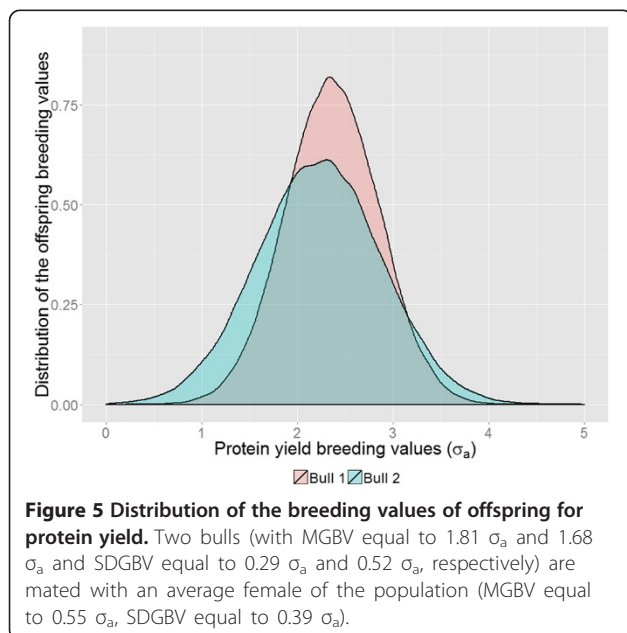 Distribution of the offspring breeding values
0.75
0.50
0.25
0.00
0 1 2 3 4 5
Protein yield breeding values (σₐ)
Bull 1 Bull 2
Figure 5 Distribution of the breeding values of offspring for
protein yield. Two bulls (with MGBV equal to 1.81 σₐ and 1.68
σₐ and SDGBV equal to 0.29 σₐ and 0.52 σₐ, respectively) are
mated with an average female of the population (MGBV equal
to 0.55 σₐ, SDGBV equal to 0.39 σₐ).